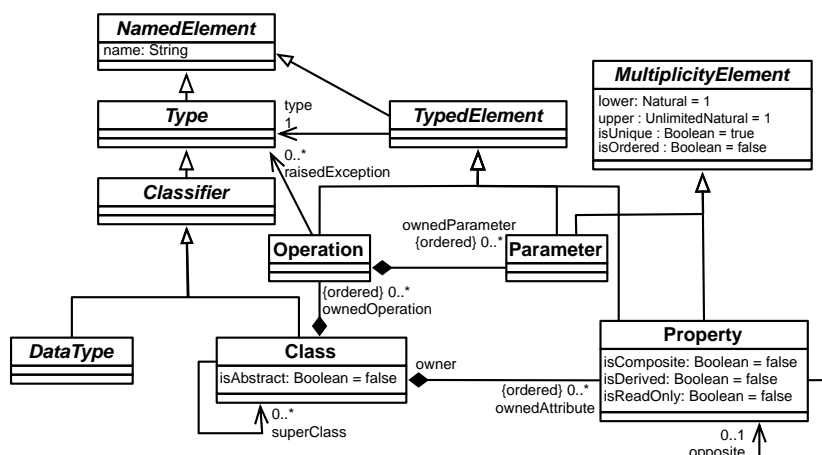 NamedElement
name: String
MultiplicityElement
lower: Natural = 1
upper : UnlimitedNatural = 1
isUnique : Boolean = true
isOrdered : Boolean = false
type
1
Type
TypedElement
0..*
raisedException
Classifier
ownedParameter
{ordered} 0..*
Operation
Parameter
{ordered} 0..*
ownedOperation
DataType
Class
isAbstract: Boolean = false
owner
{ordered} 0..*
ownedAttribute
Property
isComposite: Boolean = false
isDerived: Boolean = false
isReadOnly: Boolean = false
0..*
superClass
0..1
opposite